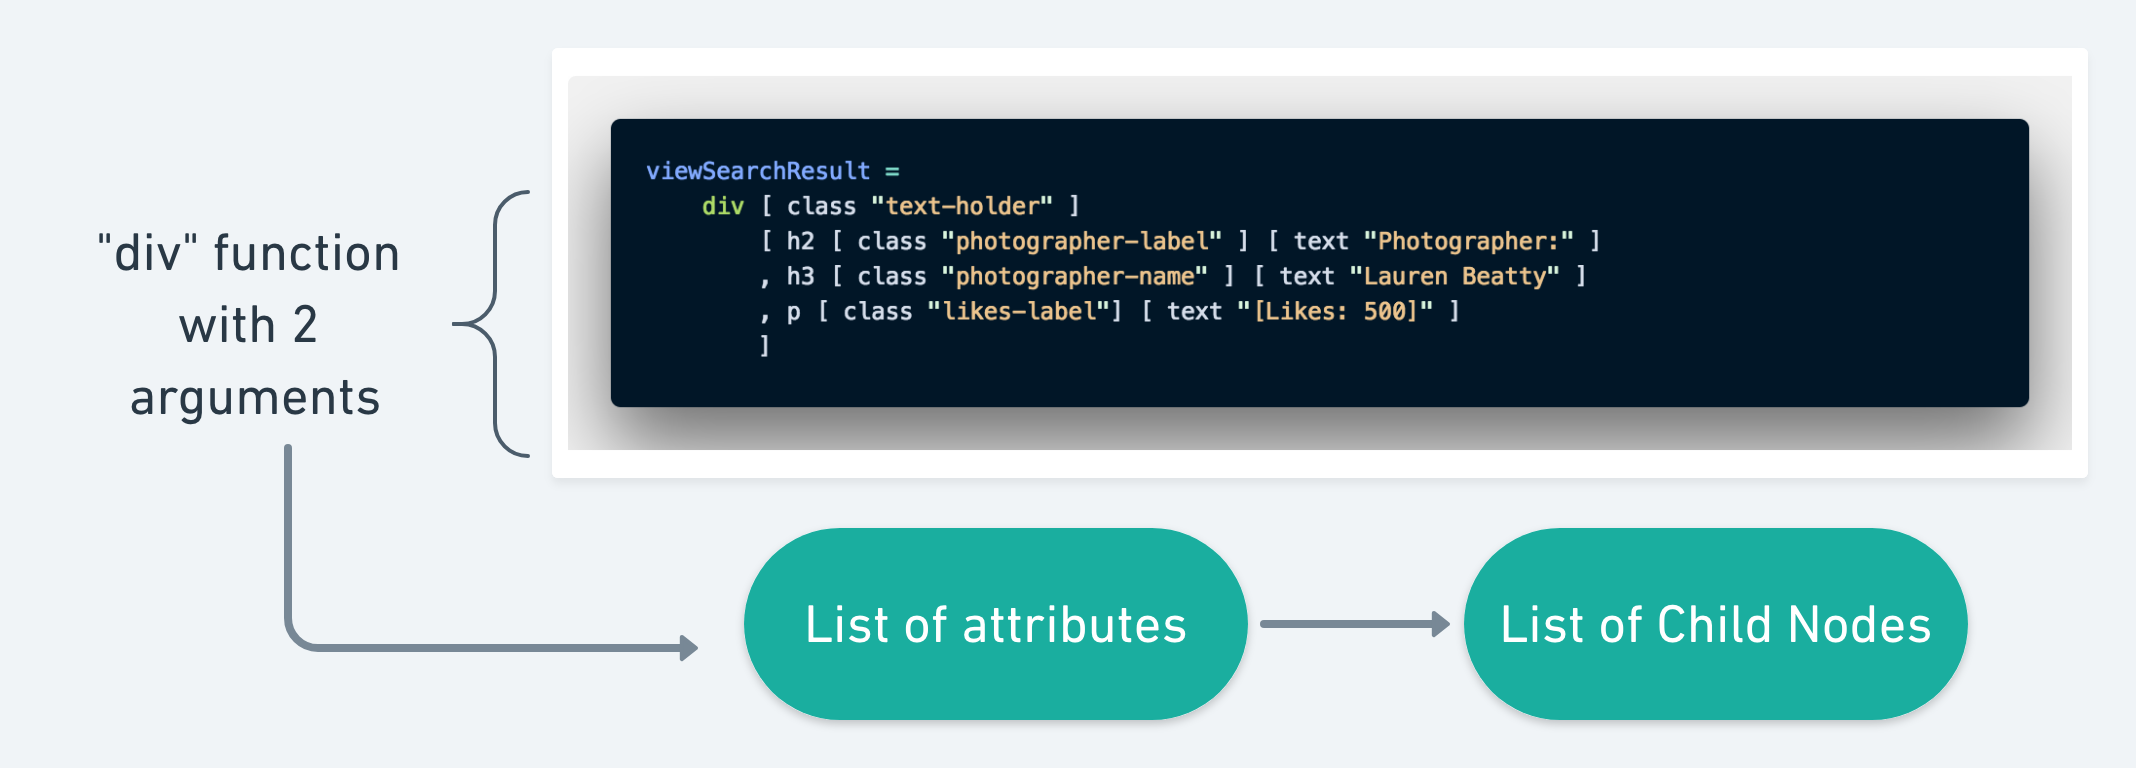 "div" function
with 2
arguments
viewSearchResult =
    div [ class "text-holder" ]
        [ h2 [ class "photographer-label" ] [ text "Photographer:" ]
        , h3 [ class "photographer-name" ] [ text "Lauren Beatty" ]
        , p [ class "likes-label"] [ text "[Likes: 500]" ]
        ]
List of attributes
List of Child Nodes